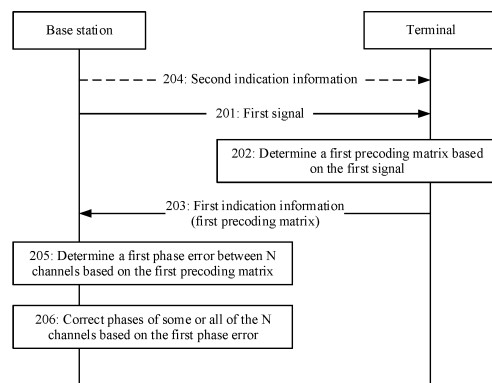 Base station
Terminal
204: Second indication information
201: First signal
202: Determine a first precoding matrix based
on the first signal
203: First indication information
(first precoding matrix)
205: Determine a first phase error between N
channels based on the first precoding matrix
206: Correct phases of some or all of the N
channels based on the first phase error